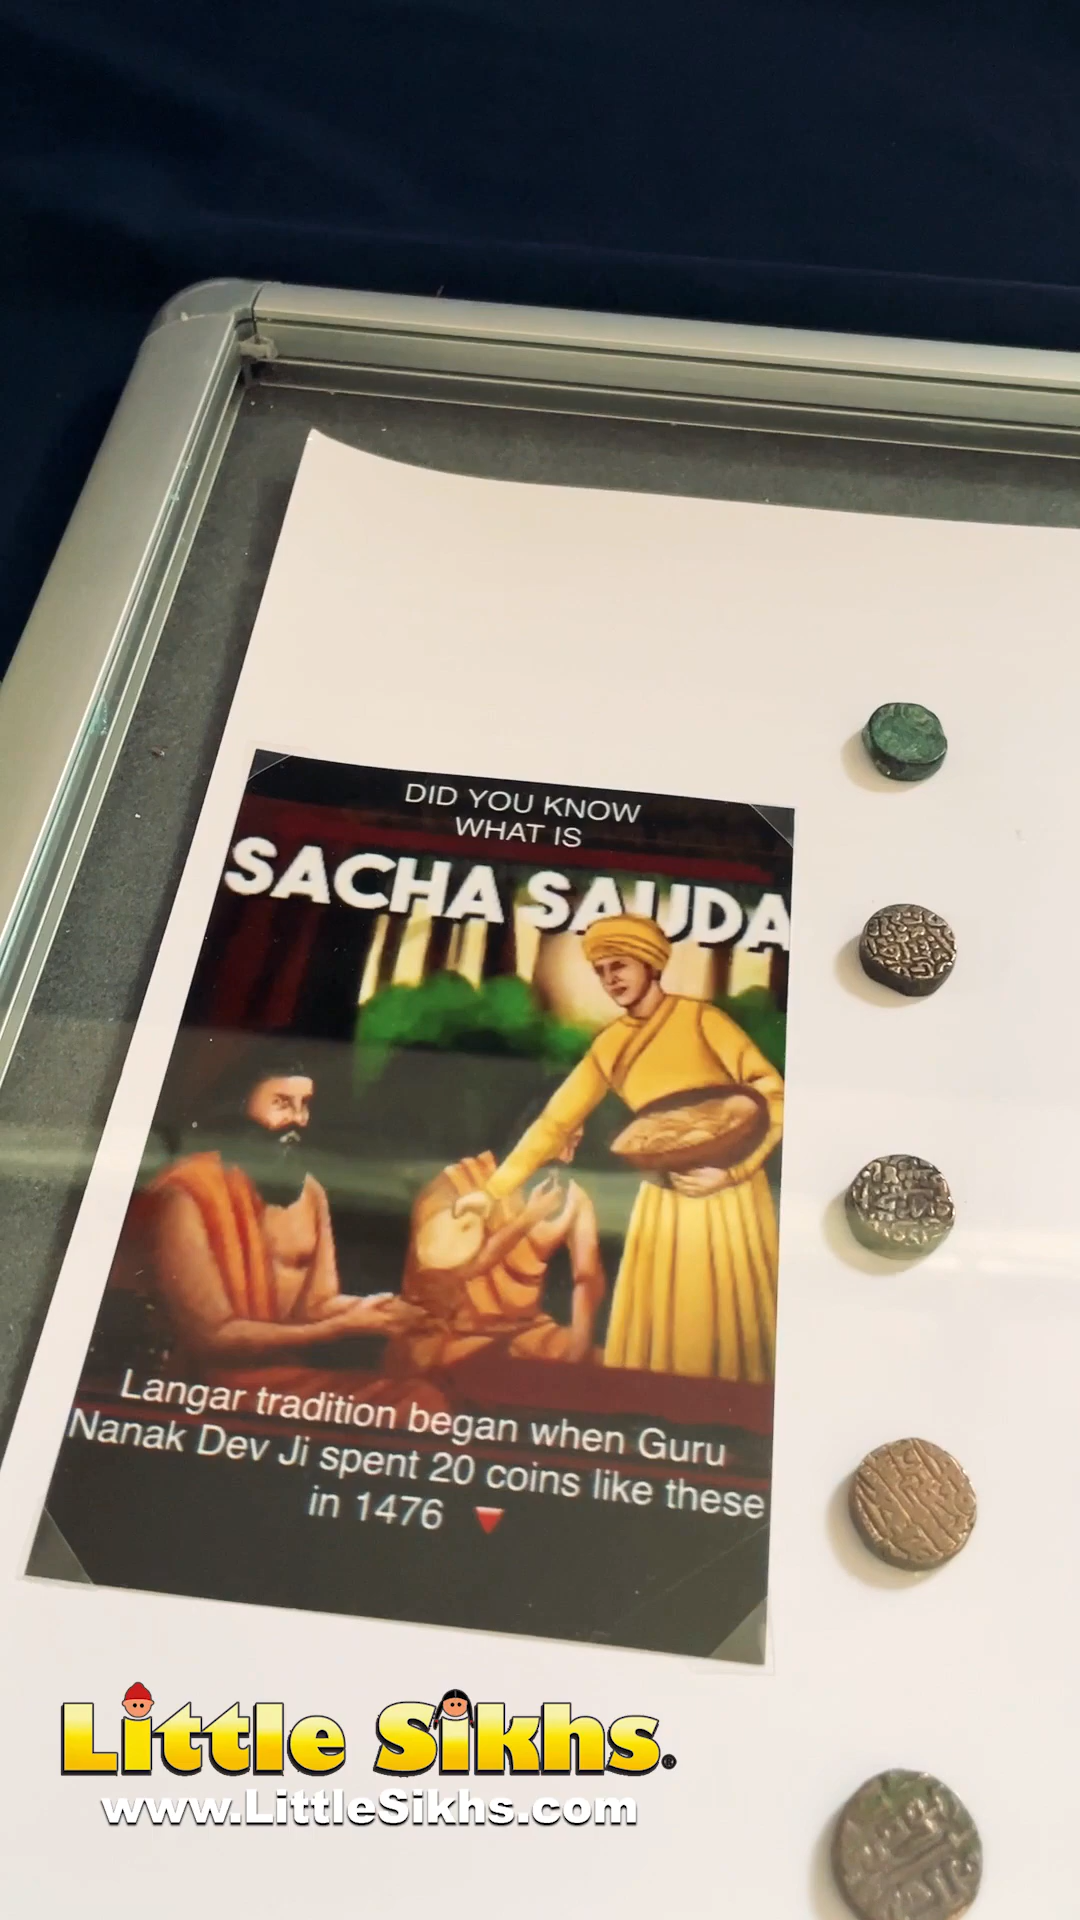 DID YOU KNOW
WHAT IS
SACHA SAUDA
Langar tradition began when Guru
Nanak Dev Ji spent 20 coins like these
in 1476
Little Sikhs.®
www.LittleSikhs.com